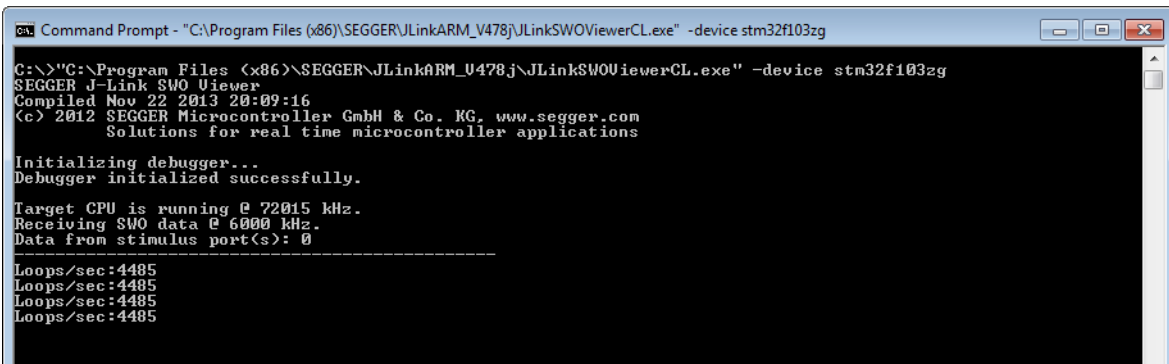 Command Prompt - "C:\Program Files (x86)\SEGGER\JLinkARM_V478j\JLinkSWOViewerCL.exe" -device stm32f103zg
C:\>"C:\Program Files (x86)\SEGGER\JLinkARM_V478j\JLinkSWOViewerCL.exe" -device stm32f103zg
SEGGER J-Link SWO Viewer
Compiled Nov 22 2013 20:09:16
(c) 2012 SEGGER Microcontroller GmbH & Co. KG, www.segger.com
Solutions for real time microcontroller applications
Initializing debugger...
Debugger initialized successfully.
Target CPU is running @ 72015 kHz.
Receiving SWO data @ 6000 kHz.
Data from stimulus port(s): 0
-----------------------------------------------
Loops/sec:4485
Loops/sec:4485
Loops/sec:4485
Loops/sec:4485